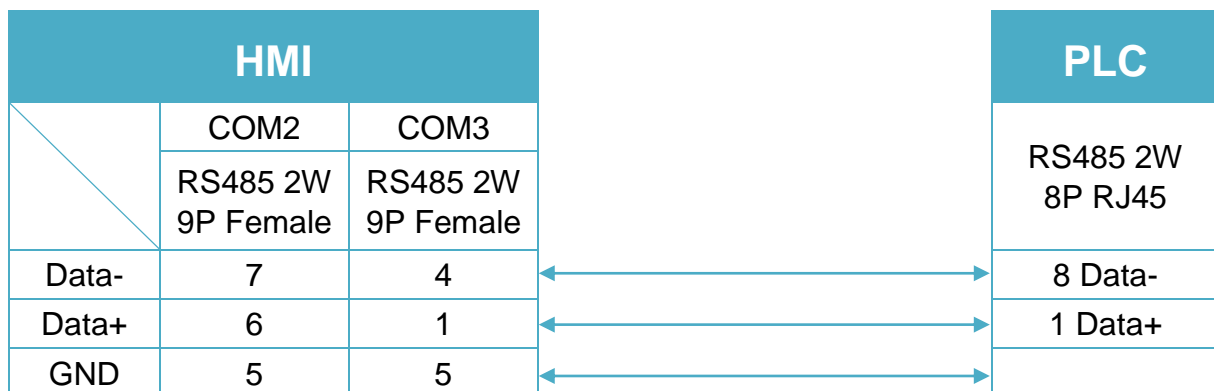 HMI PLC
COM2 COM3
RS485 2W RS485 2W RS485 2W
9P Female 9P Female 8P RJ45
Data- 7 4 8 Data-
Data+ 6 1 1 Data+
GND 5 5